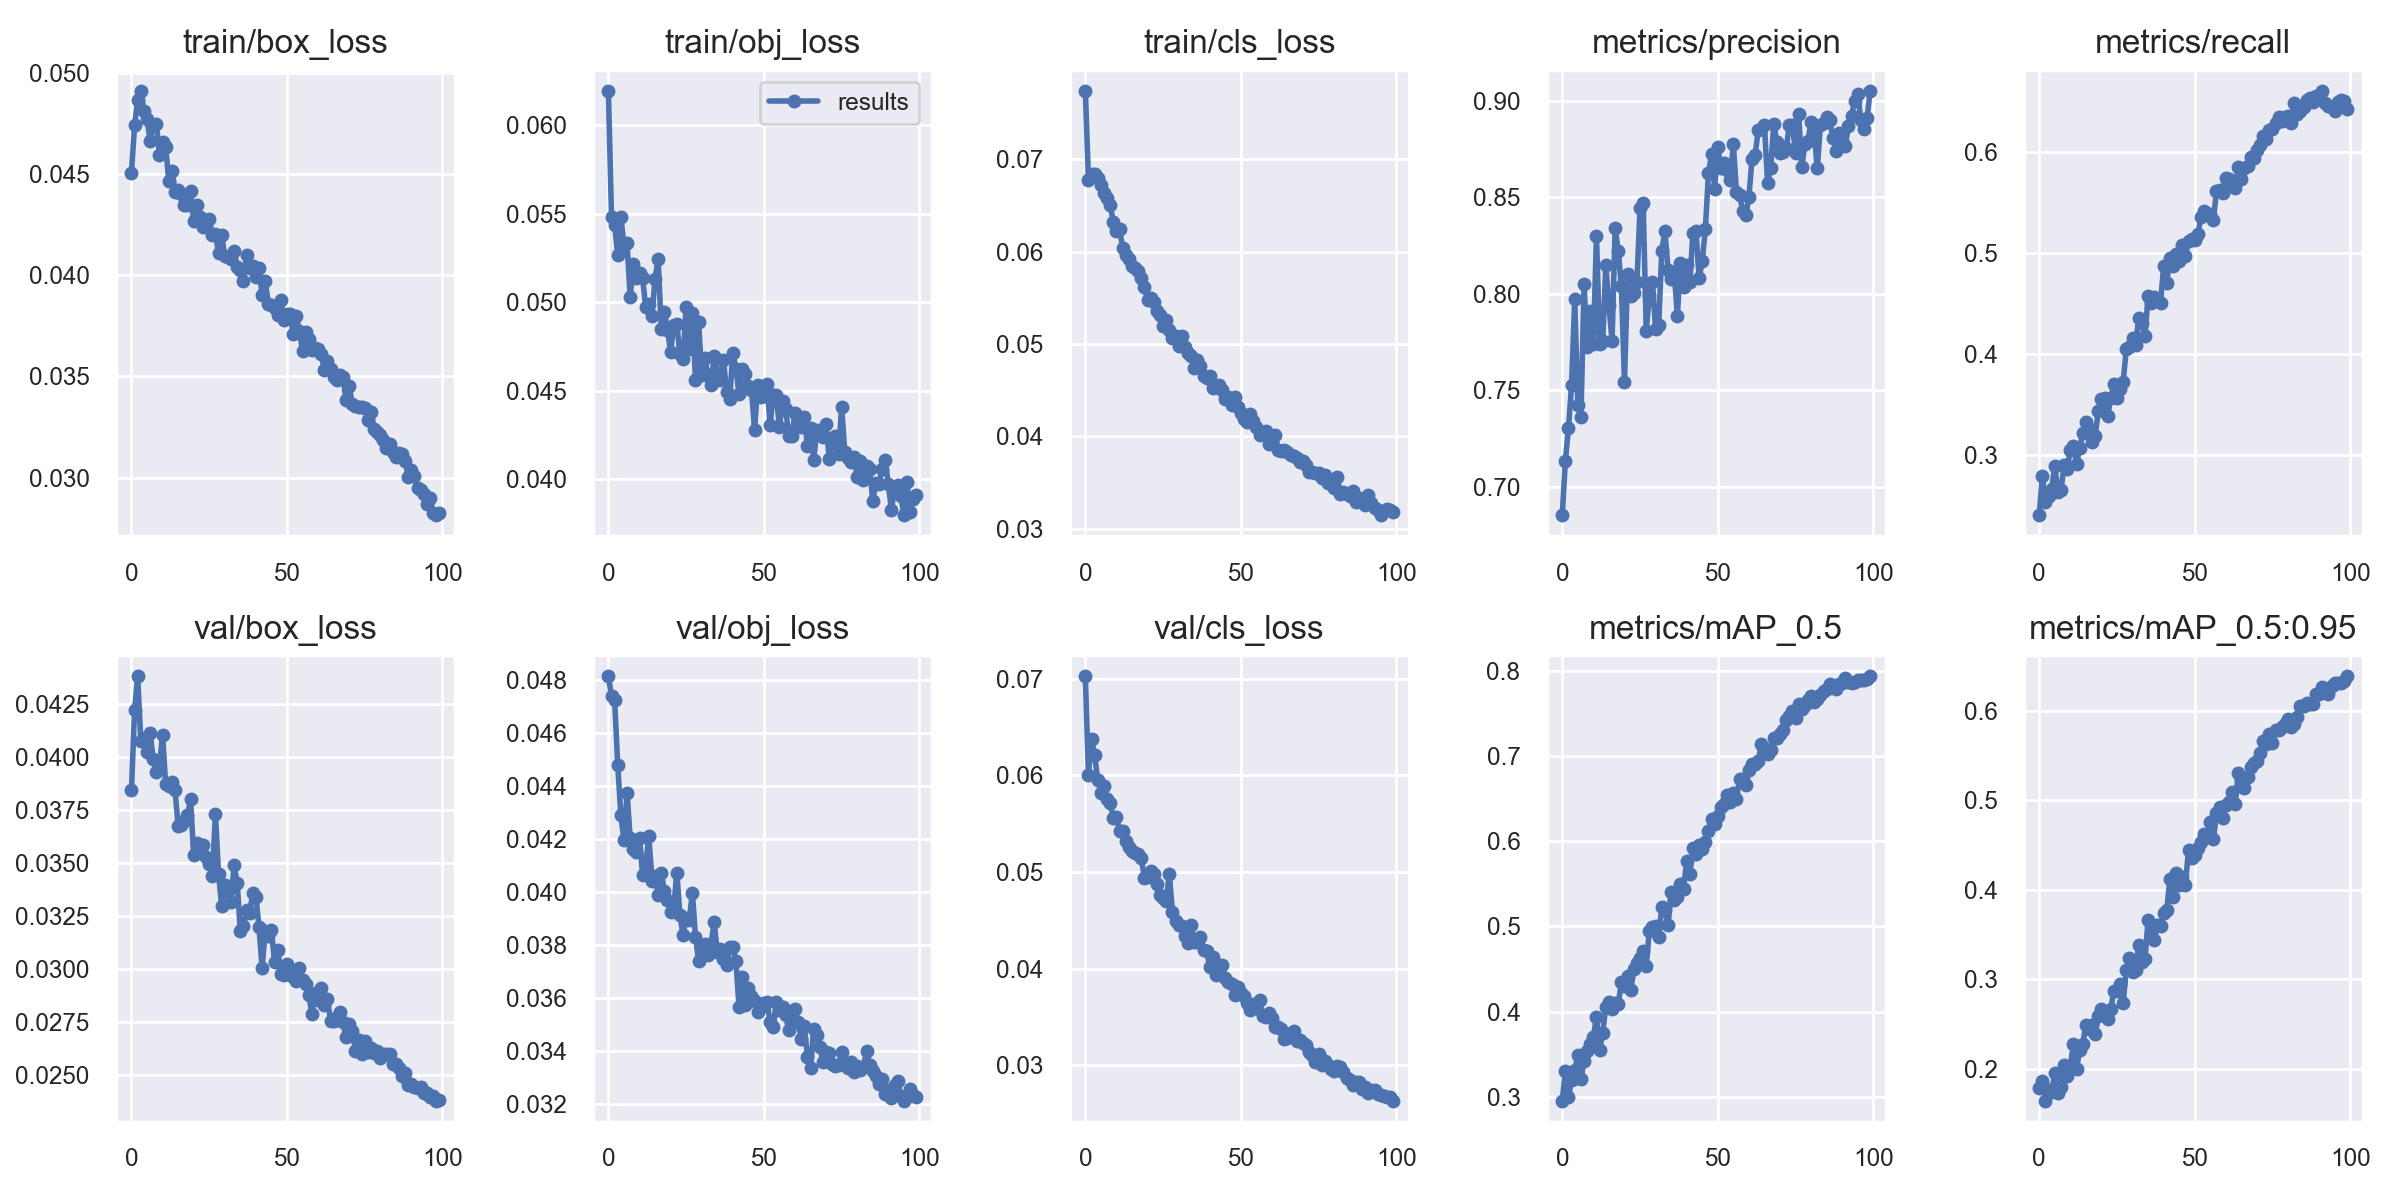 train/box_loss
0.050
0.045
0.040
0.035
0.030
0 50 100
train/obj_loss
results
0.060
0.055
0.050
0.045
0.040
0 50 100
train/cls_loss
0.07
0.06
0.05
0.04
0.03
0 50 100
metrics/precision
0.90
0.85
0.80
0.75
0.70
0 50 100
metrics/recall
0.6
0.5
0.4
0.3
0 50 100
val/box_loss
0.0425
0.0400
0.0375
0.0350
0.0325
0.0300
0.0275
0.0250
0 50 100
val/obj_loss
0.048
0.046
0.044
0.042
0.040
0.038
0.036
0.034
0.032
0 50 100
val/cls_loss
0.07
0.06
0.05
0.04
0.03
0 50 100
metrics/mAP_0.5
0.8
0.7
0.6
0.5
0.4
0.3
0 50 100
metrics/mAP_0.5:0.95
0.6
0.5
0.4
0.3
0.2
0 50 100